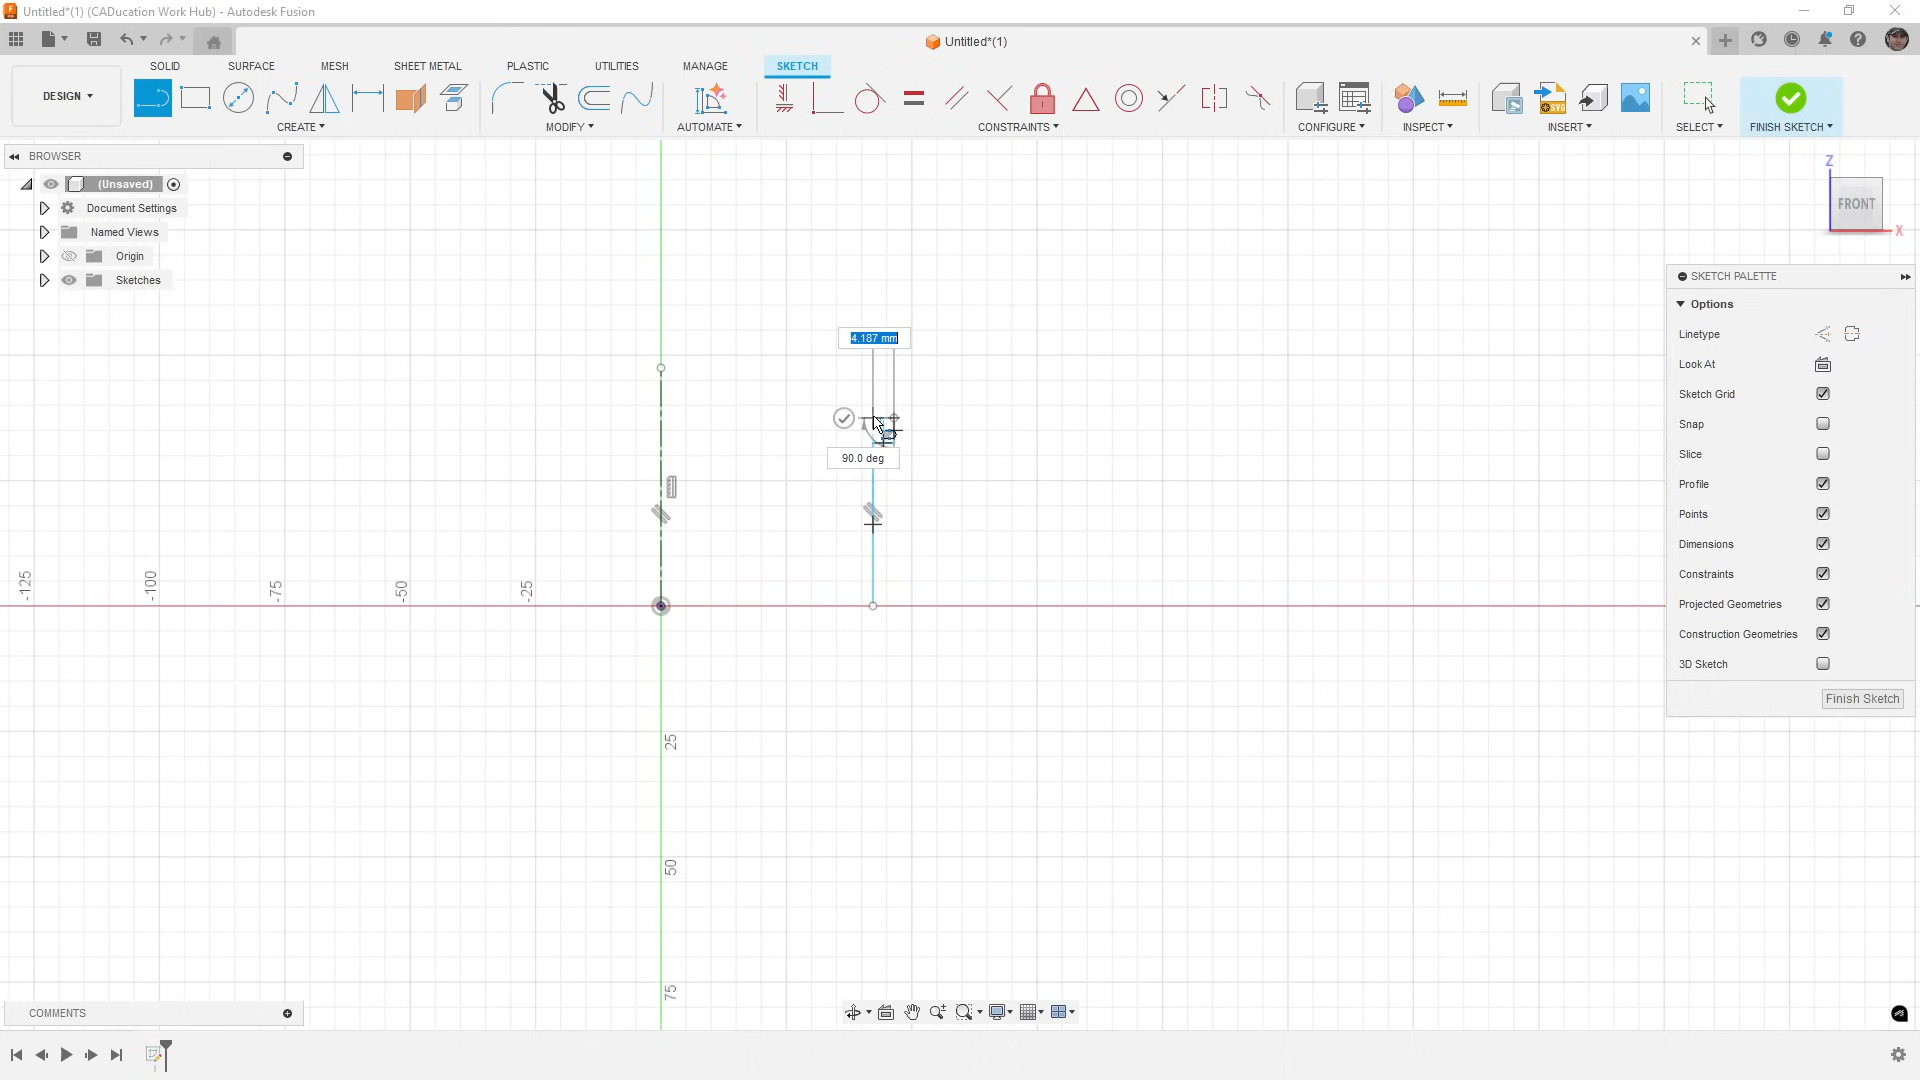 Untitled*(1) (CADucation Work Hub) - Autodesk Fusion
Untitled*(1)
SOLID
SURFACE
MESH
SHEET METAL
PLASTIC
UTILITIES
MANAGE
SKETCH
DESIGN
CREATE
MODIFY
AUTOMATE
CONSTRAINTS
CONFIGURE
INSPECT
INSERT
SELECT
FINISH SKETCH
BROWSER
(Unsaved)
Document Settings
Named Views
Origin
Sketches
Z
FRONT
X
SKETCH PALETTE
Options
Linetype
Look At
Sketch Grid
Snap
Slice
Profile
Points
Dimensions
Constraints
Projected Geometries
Construction Geometries
3D Sketch
Finish Sketch
4.187 mm
90.0 deg
-125
-100
-75
-50
-25
25
50
75
COMMENTS